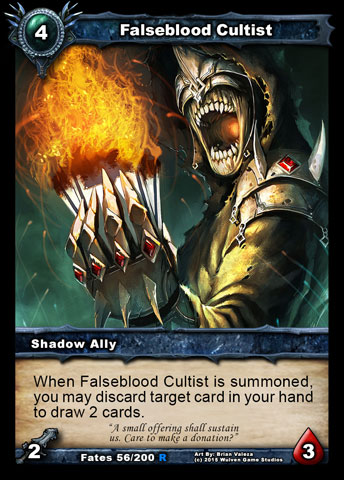 4
Falseblood Cultist
Shadow Ally
When Falseblood Cultist is summoned,
you may discard target card in your hand
to draw 2 cards.
"A small offering shall sustain
us. Care to make a donation?"
2
Fates 56/200 R
Art By: Brian Valeza
(c) 2015 Wulven Game Studios
3